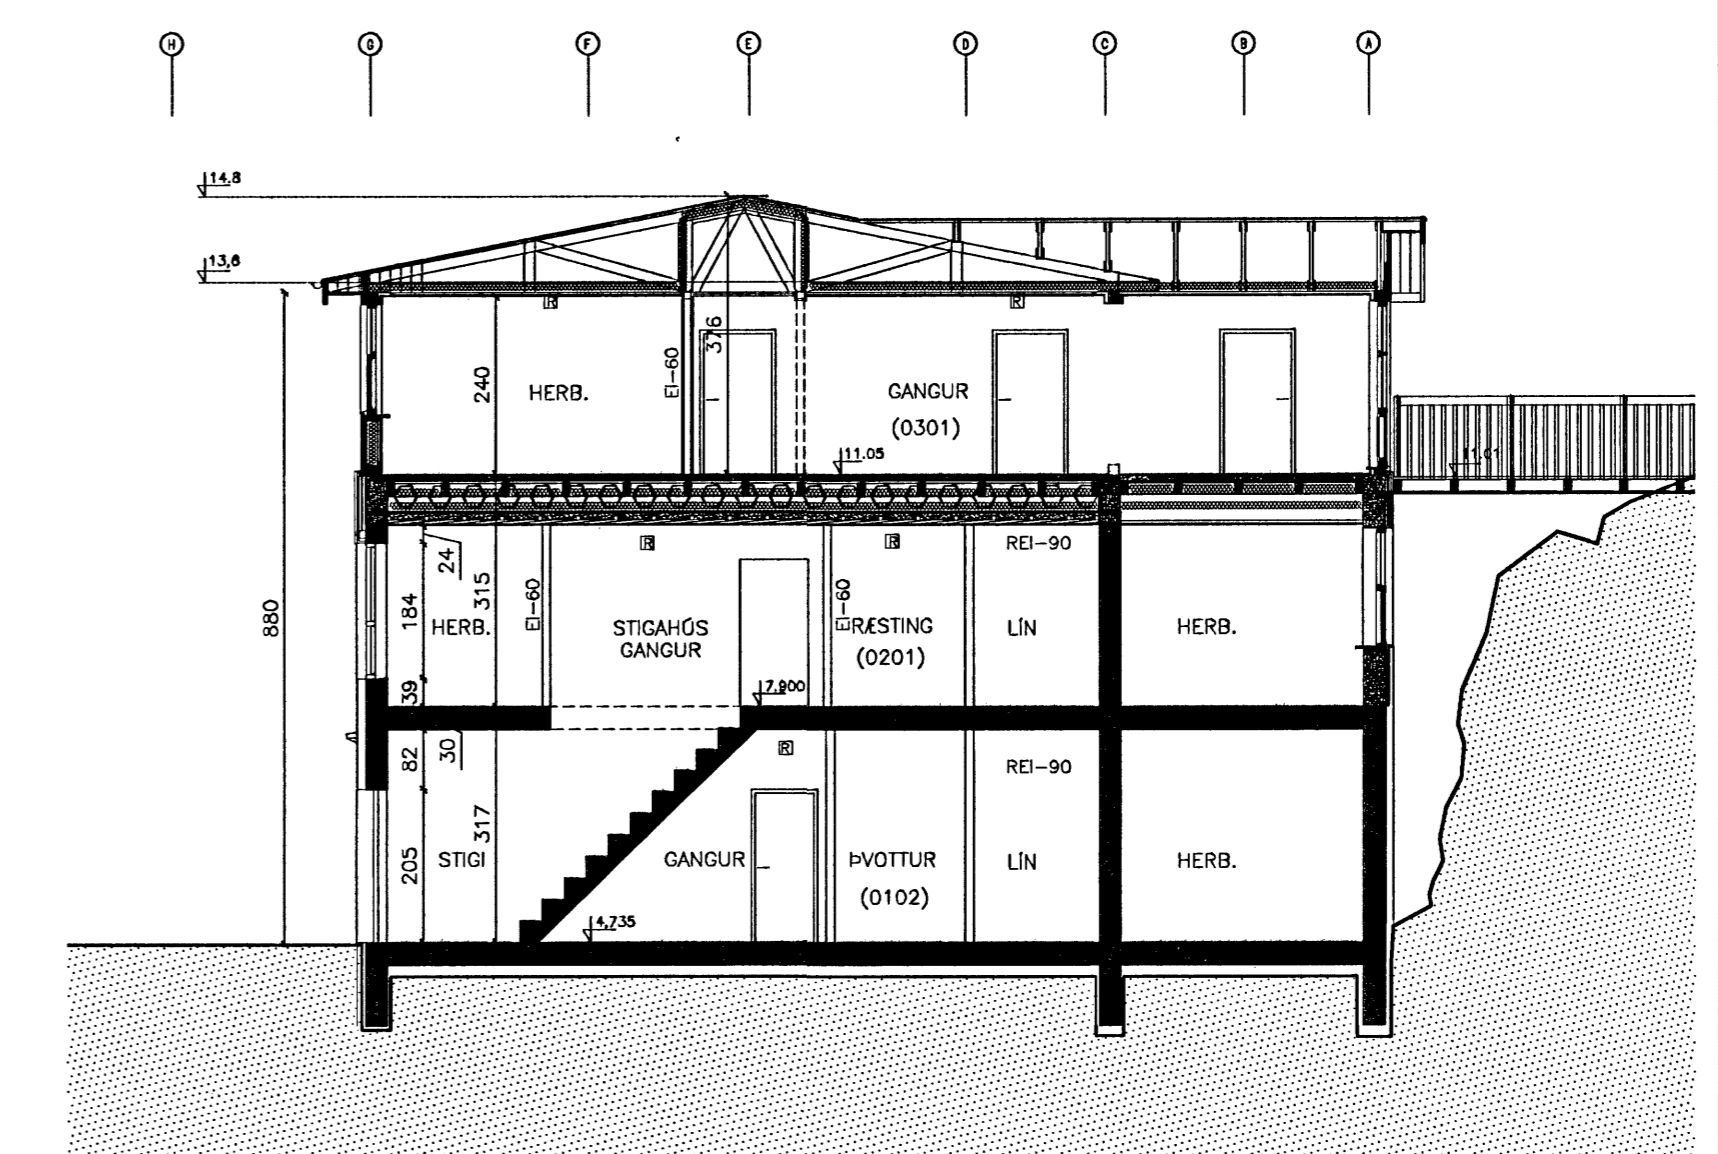 H G F E D C B A
14.8
13,6
R R
376
240
EI-60
HERB.
GANGUR
(0301)
11.05
11.01
880
24
315
184
39
HERB.
EI-60
R R
STIGAHÚS
GANGUR
EI-60
RÆSTING
(0201)
REI-90
LÍN
HERB.
7,900
82
30
R
REI-90
317
205
STIGI
GANGUR
ÞVOTTUR
(0102)
LÍN
HERB.
4,735